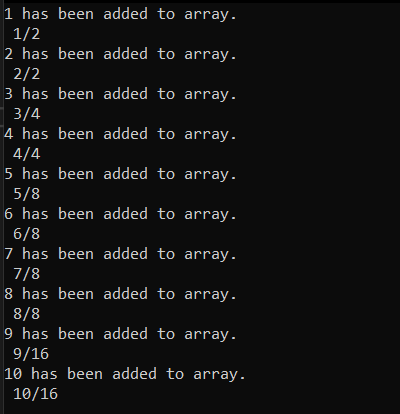 1 has been added to array.
1/2
2 has been added to array.
2/2
3 has been added to array.
3/4
4 has been added to array.
4/4
5 has been added to array.
5/8
6 has been added to array.
6/8
7 has been added to array.
7/8
8 has been added to array.
8/8
9 has been added to array.
9/16
10 has been added to array.
10/16